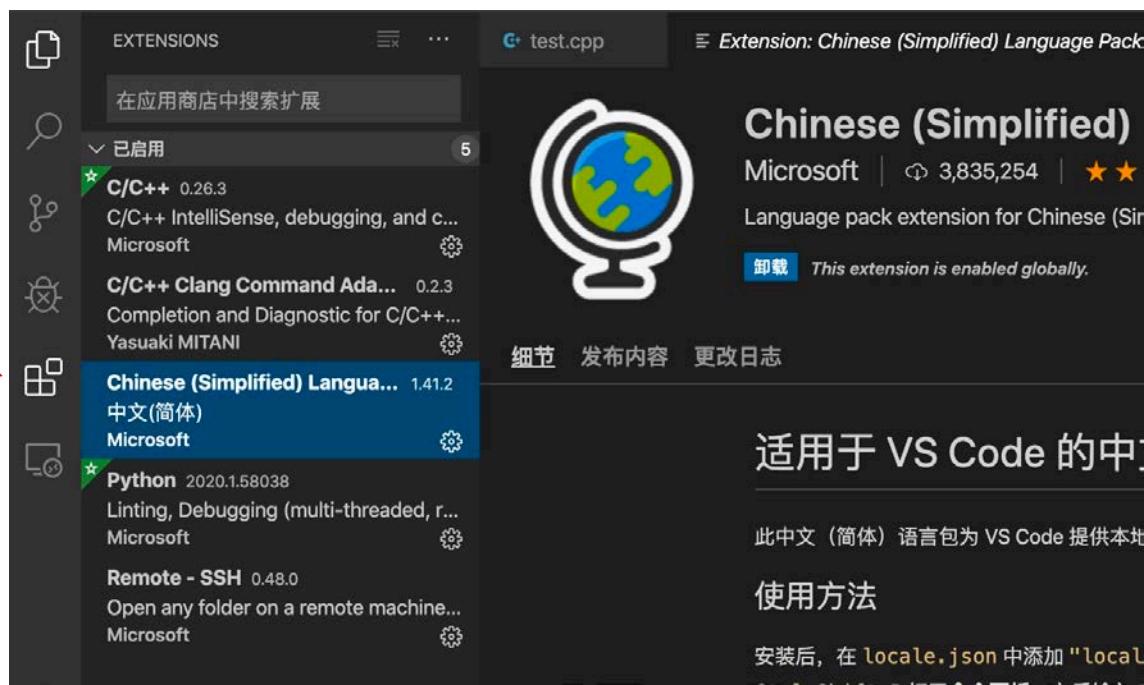 EXTENSIONS
在应用商店中搜索扩展
已启用 5
C/C++ 0.26.3
C/C++ IntelliSense, debugging, and c...
Microsoft
C/C++ Clang Command Ada... 0.2.3
Completion and Diagnostic for C/C++...
Yasuaki MITANI
Chinese (Simplified) Langua... 1.41.2
中文(简体)
Microsoft
Python 2020.1.58038
Linting, Debugging (multi-threaded, r...
Microsoft
Remote - SSH 0.48.0
Open any folder on a remote machine...
Microsoft
test.cpp
Extension: Chinese (Simplified) Language Pack
Chinese (Simplified)
Microsoft 3,835,254
Language pack extension for Chinese (Sim
卸载 This extension is enabled globally.
细节 发布内容 更改日志
适用于 VS Code 的中
此中文（简体）语言包为 VS Code 提供本地
使用方法
安装后，在 locale.json 中添加 "local